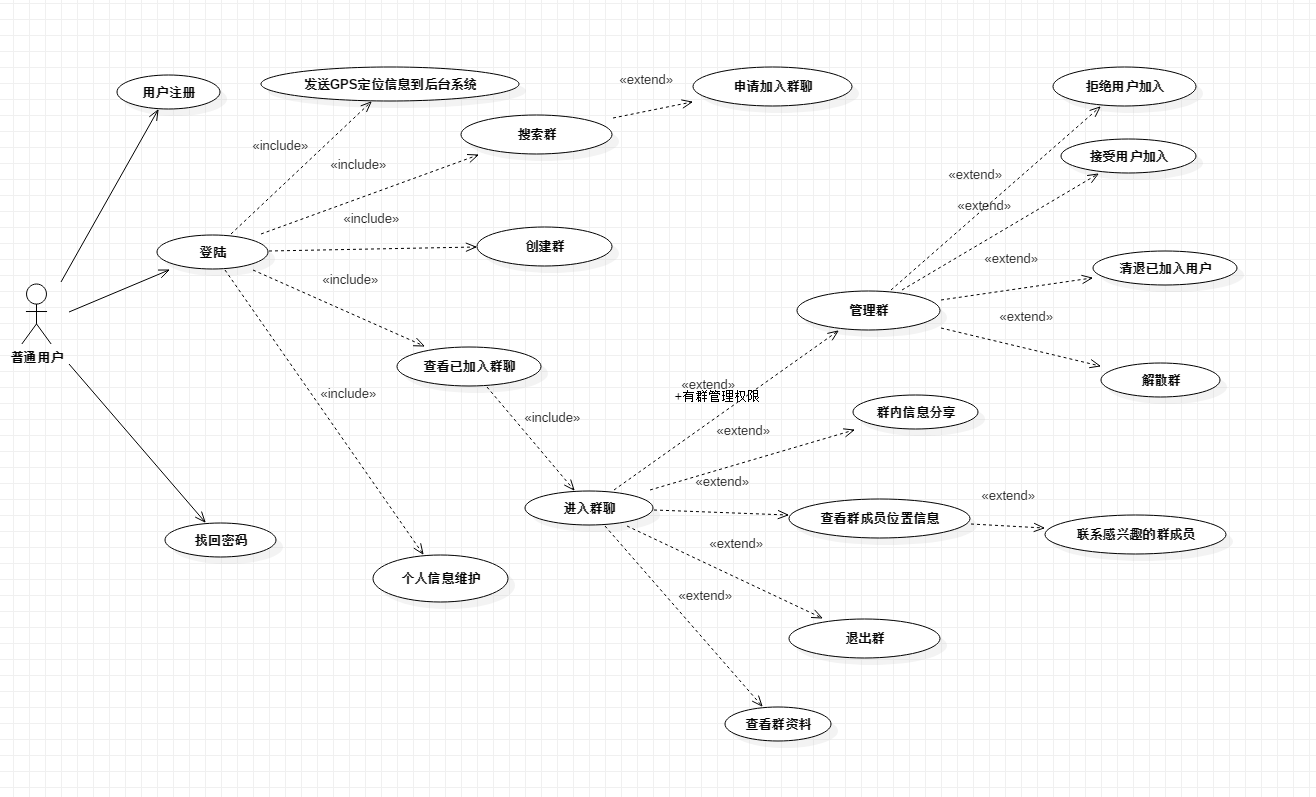 «extend»
申请加入群聊
拒绝用户加入
发送GPS定位信息到后台系统
用户注册
搜索群
«include»
«include»
接受用户加入
«extend»
«extend»
«include»
创建群
登陆
«extend»
清退已加入用户
«include»
管理群
«extend»
普通用户
查看已加入群聊
解散群
«extend»
+有群管理权限
«include»
群内信息分享
«include»
«extend»
«extend»
«extend»
进入群聊
查看群成员位置信息
联系感兴趣的群成员
找回密码
«extend»
个人信息维护
«extend»
退出群
查看群资料